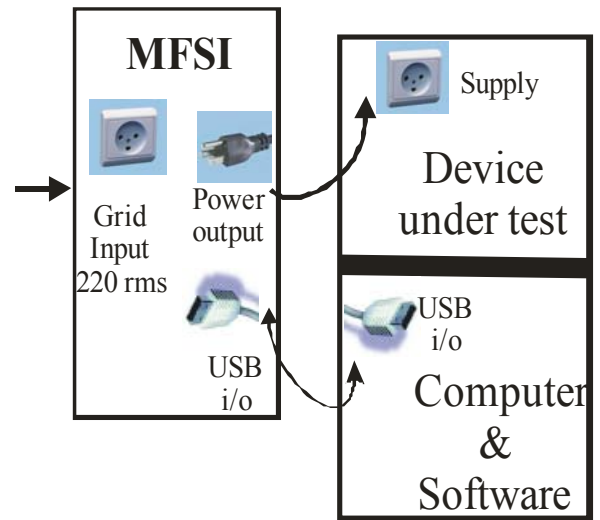 MFSI
Grid
Input
220 rms
Power
output
USB
i/o
Supply
Device
under test
USB
i/o
Computer
&
Software